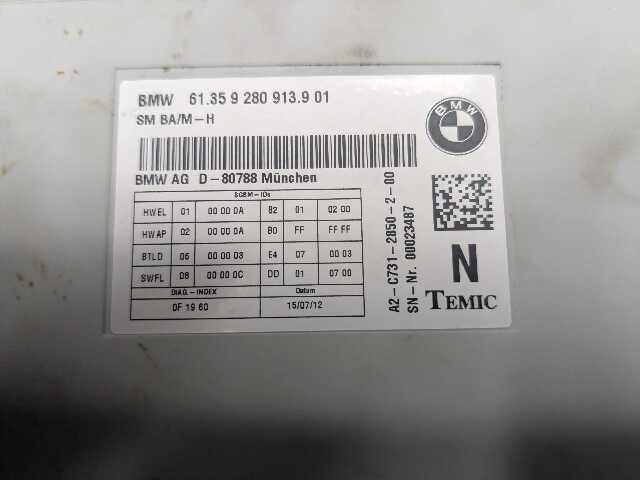 BMW 61.35 9 280 913.9 01
SM BA/M-H
BMW
BMW AG D-80788 München
SGBM-IDs
HWEL 01 00 00 0A B2 01 02 00
HWAP 02 00 00 0A B0 FF FF FF
BTLD 06 00 00 03 E4 07 00 03
SWFL 08 00 00 0C DD 01 07 00
DIAG.-INDEX Datum
0F 19 60 15/07/12
A2-C731-2850-2-00
SN-Nr. 00023487
N
TEMIC